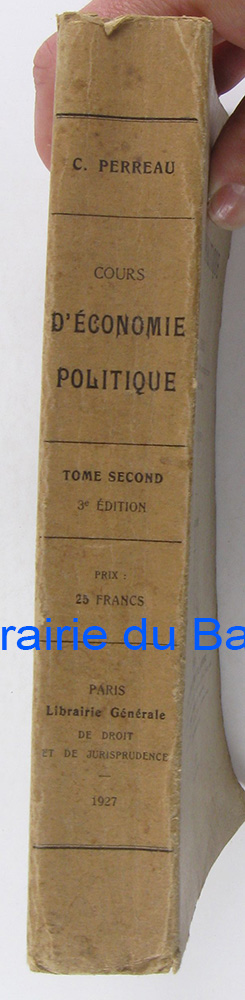 C. PERREAU
COURS
D'ÉCONOMIE
POLITIQUE
TOME SECOND
3e ÉDITION
PRIX :
25 FRANCS
rairie du Ba
PARIS
Librairie Générale
DE DROIT
ET DE JURISPRUDENCE
1927